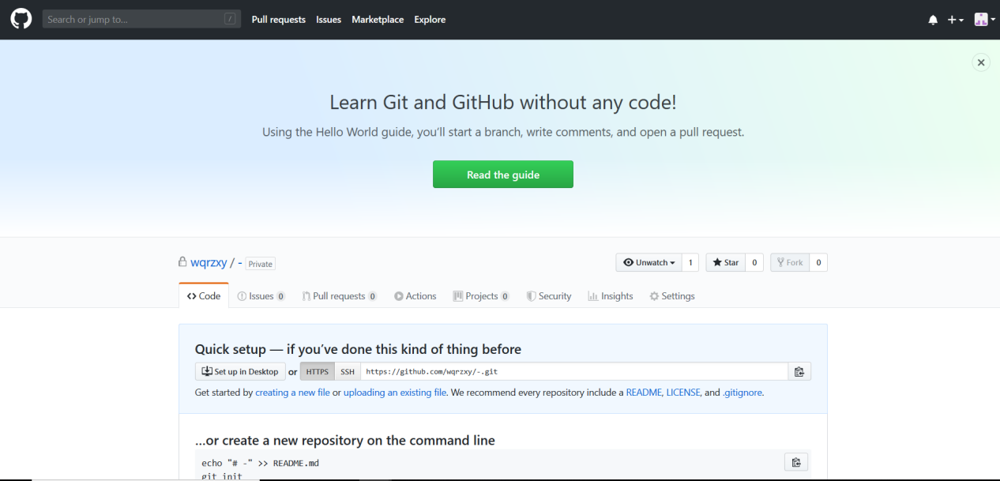 Search or jump to... /
Pull requests Issues Marketplace Explore
Learn Git and GitHub without any code!
Using the Hello World guide, you’ll start a branch, write comments, and open a pull request.
Read the guide
wqrzxy / - Private
Unwatch 1 Star 0 Fork 0
Code Issues 0 Pull requests 0 Actions Projects 0 Security Insights Settings
Quick setup — if you’ve done this kind of thing before
Set up in Desktop or HTTPS SSH https://github.com/wqrzxy/-.git
Get started by creating a new file or uploading an existing file. We recommend every repository include a README, LICENSE, and .gitignore.
…or create a new repository on the command line
echo "# -" >> README.md
git init